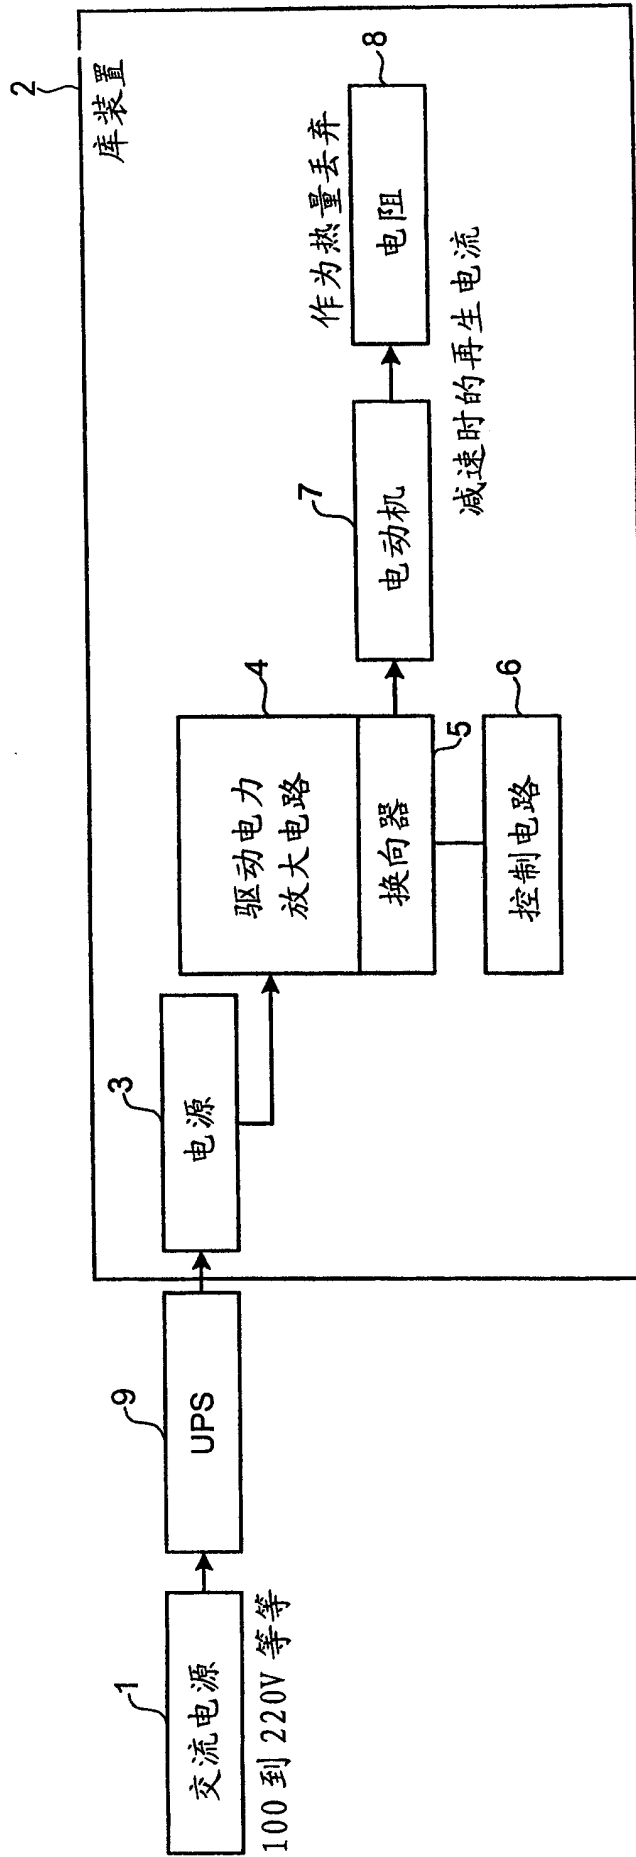 2
库装置
8
作为热量丢弃
电阻
减速时的再生电流
7
电动机
4
驱动电力
放大电路
5
换向器
6
控制电路
3
电源
9
UPS
1
交流电源
100 到 220V 等等